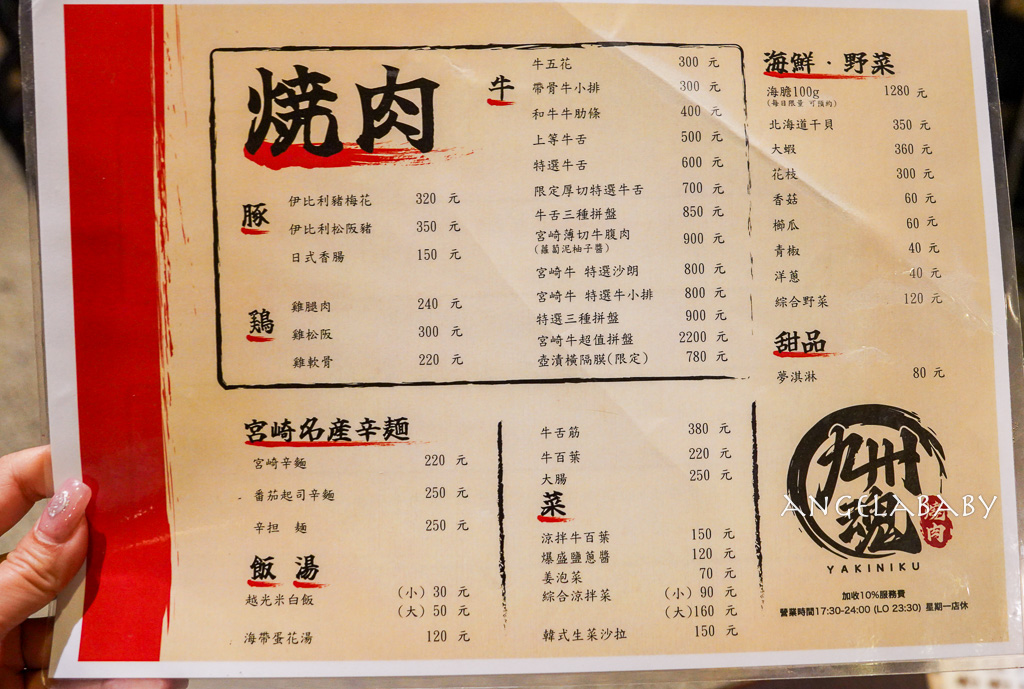 焼肉
豚
伊比利豬梅花 320 元
伊比利松阪豬 350 元
日式香腸 150 元
鶏
雞腿肉 240 元
雞松阪 300 元
雞軟骨 220 元
牛
牛五花 300 元
帶骨牛小排 300 元
和牛牛肋條 400 元
上等牛舌 500 元
特選牛舌 600 元
限定厚切特選牛舌 700 元
牛舌三種拼盤 850 元
宮崎薄切牛腹肉 900 元
(蘿蔔泥柚子醬)
宮崎牛 特選沙朗 800 元
宮崎牛 特選牛小排 800 元
特選三種拼盤 900 元
宮崎牛超值拼盤 2200 元
壺漬橫隔膜(限定) 780 元
海鮮・野菜
海膽100g 1280 元
(每日限量 可預約)
北海道干貝 350 元
大蝦 360 元
花枝 300 元
香菇 60 元
櫛瓜 60 元
青椒 40 元
洋蔥 40 元
綜合野菜 120 元
甜品
夢淇淋 80 元
宮崎名産辛麺
宮崎辛麵 220 元
番茄起司辛麵 250 元
辛担 麵 250 元
飯 湯
越光米白飯 (小) 30 元
(大) 50 元
海帶蛋花湯 120 元
牛舌筋 380 元
牛百葉 220 元
大腸 250 元
菜
涼拌牛百葉 150 元
爆盛鹽蔥醬 120 元
姜泡菜 70 元
綜合涼拌菜 (小) 90 元
(大)160 元
韓式生菜沙拉 150 元
九州魂
焼肉
YAKINIKU
ANGELABABY
加收10%服務費
營業時間17:30-24:00 (LO 23:30) 星期一店休